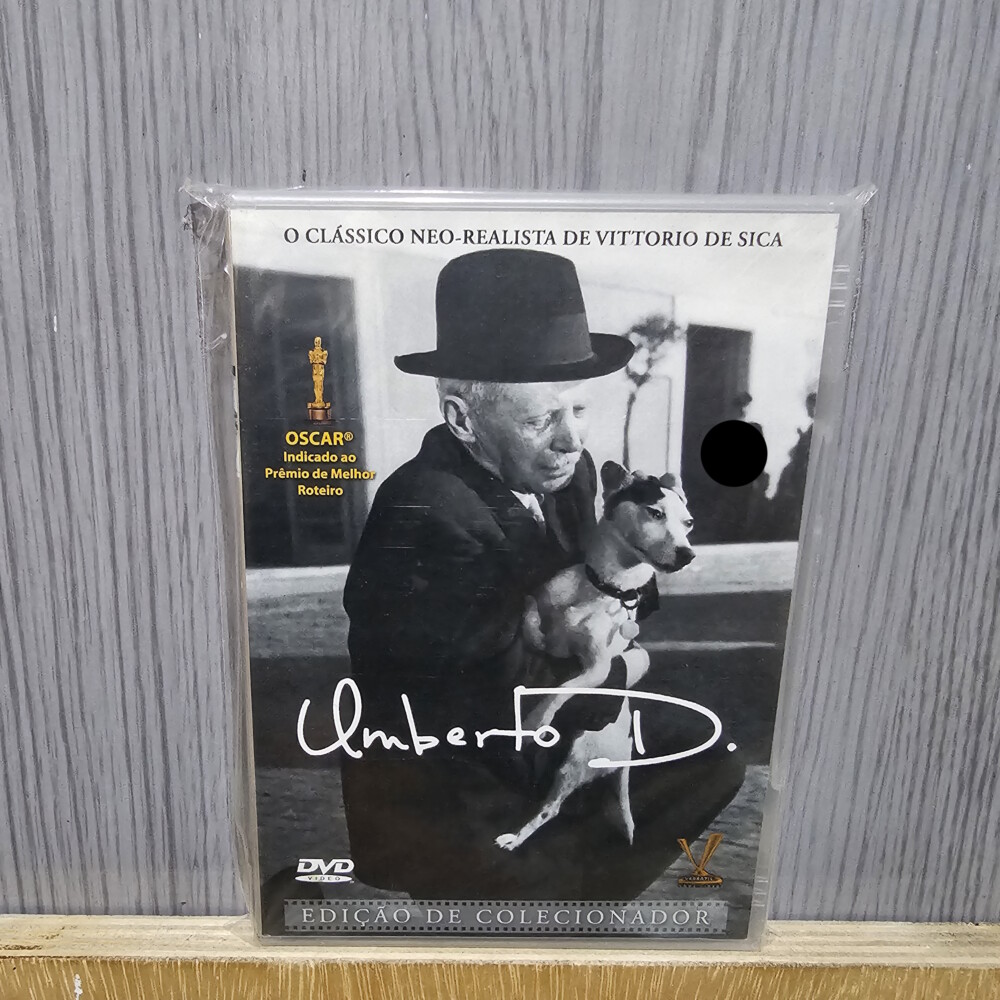 O CLÁSSICO NEO-REALISTA DE VITTORIO DE SICA
OSCAR®
Indicado ao
Prêmio de Melhor
Roteiro
Umberto D.
DVD
VIDEO
EDIÇÃO DE COLECIONADOR